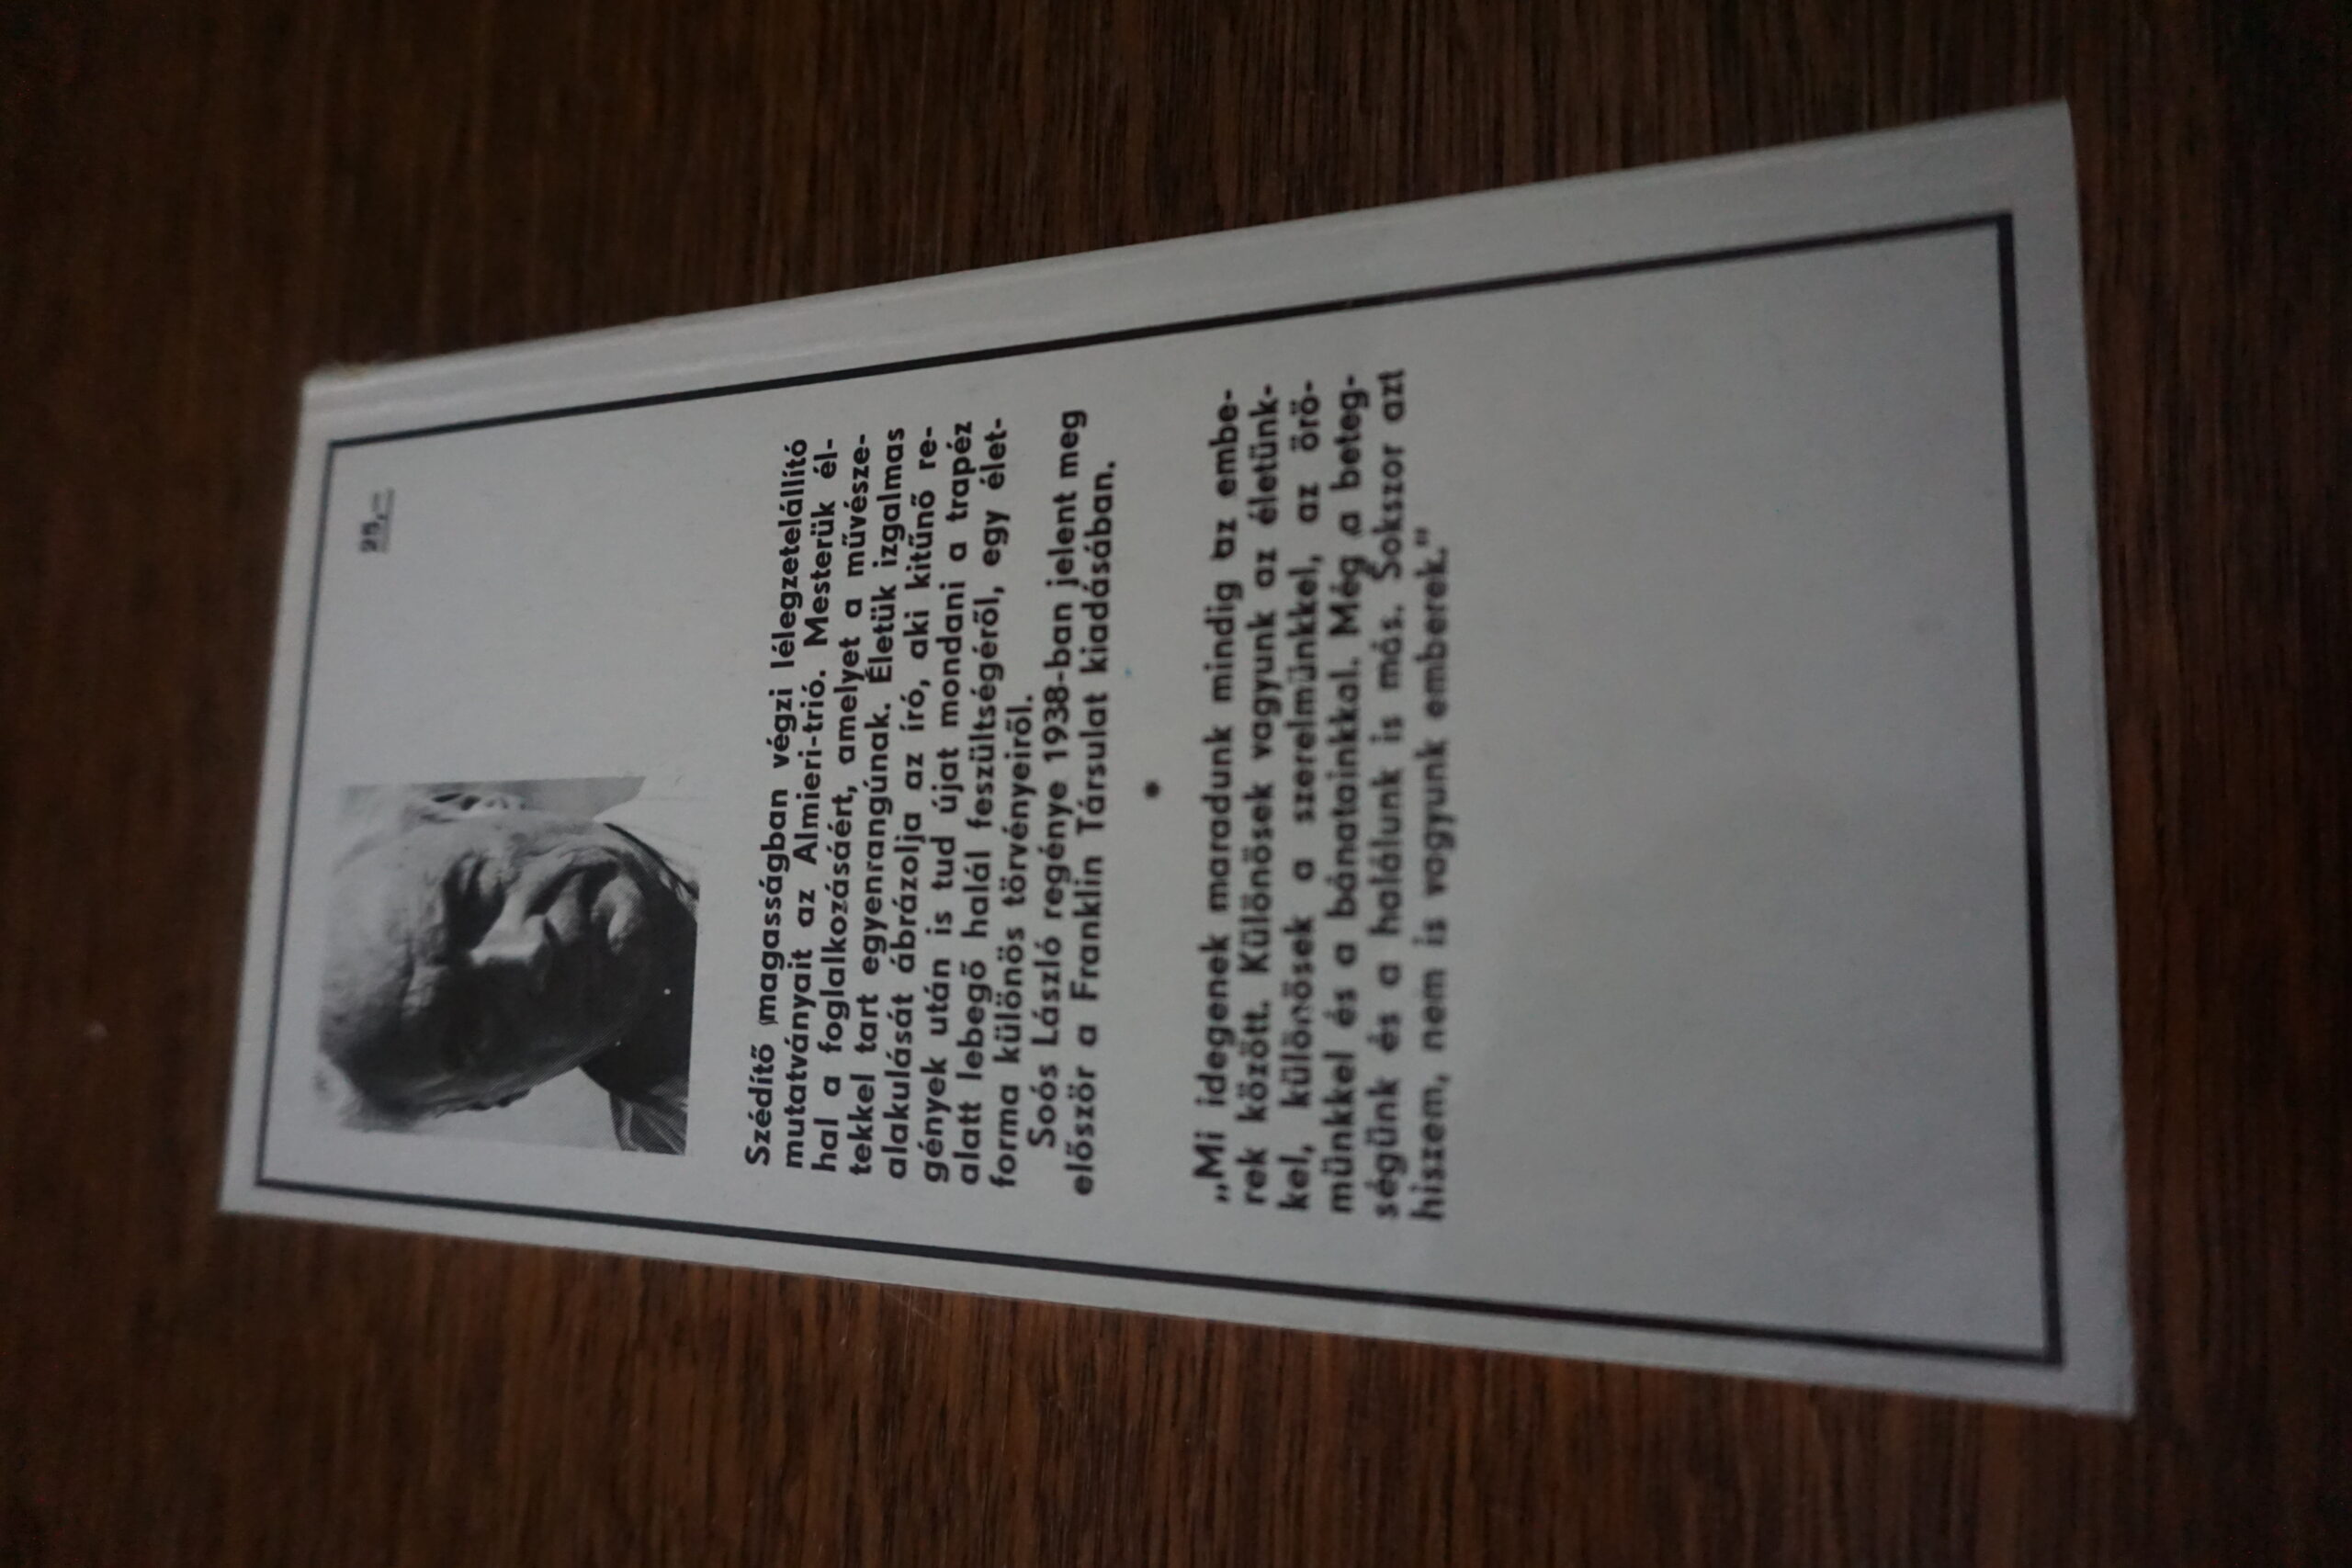 25,—
Szédítő magasságban végzi lélegzetelállító
mutatványait az Almieri-trió. Mesterük él-
hal a foglalkozásáért, amelyet a művésze-
tekkel tart egyenrangúnak. Életük izgalmas
alakulását ábrázolja az író, aki kitűnő re-
gények után is tud újat mondani a trapéz
alatt lebegő halál feszültségéről, egy élet-
forma különös törvényeiről.
Soós László regénye 1938-ban jelent meg
először a Franklin Társulat kiadásában.
*
„Mi idegenek maradunk mindig az embe-
rek között. Különösek vagyunk az életünk-
kel, különösek a szerelmünkkel, az örö-
münkkel és a bánatainkkal. Még a beteg-
ségünk és a halálunk is más. Sokszor azt
hiszem, nem is vagyunk emberek."